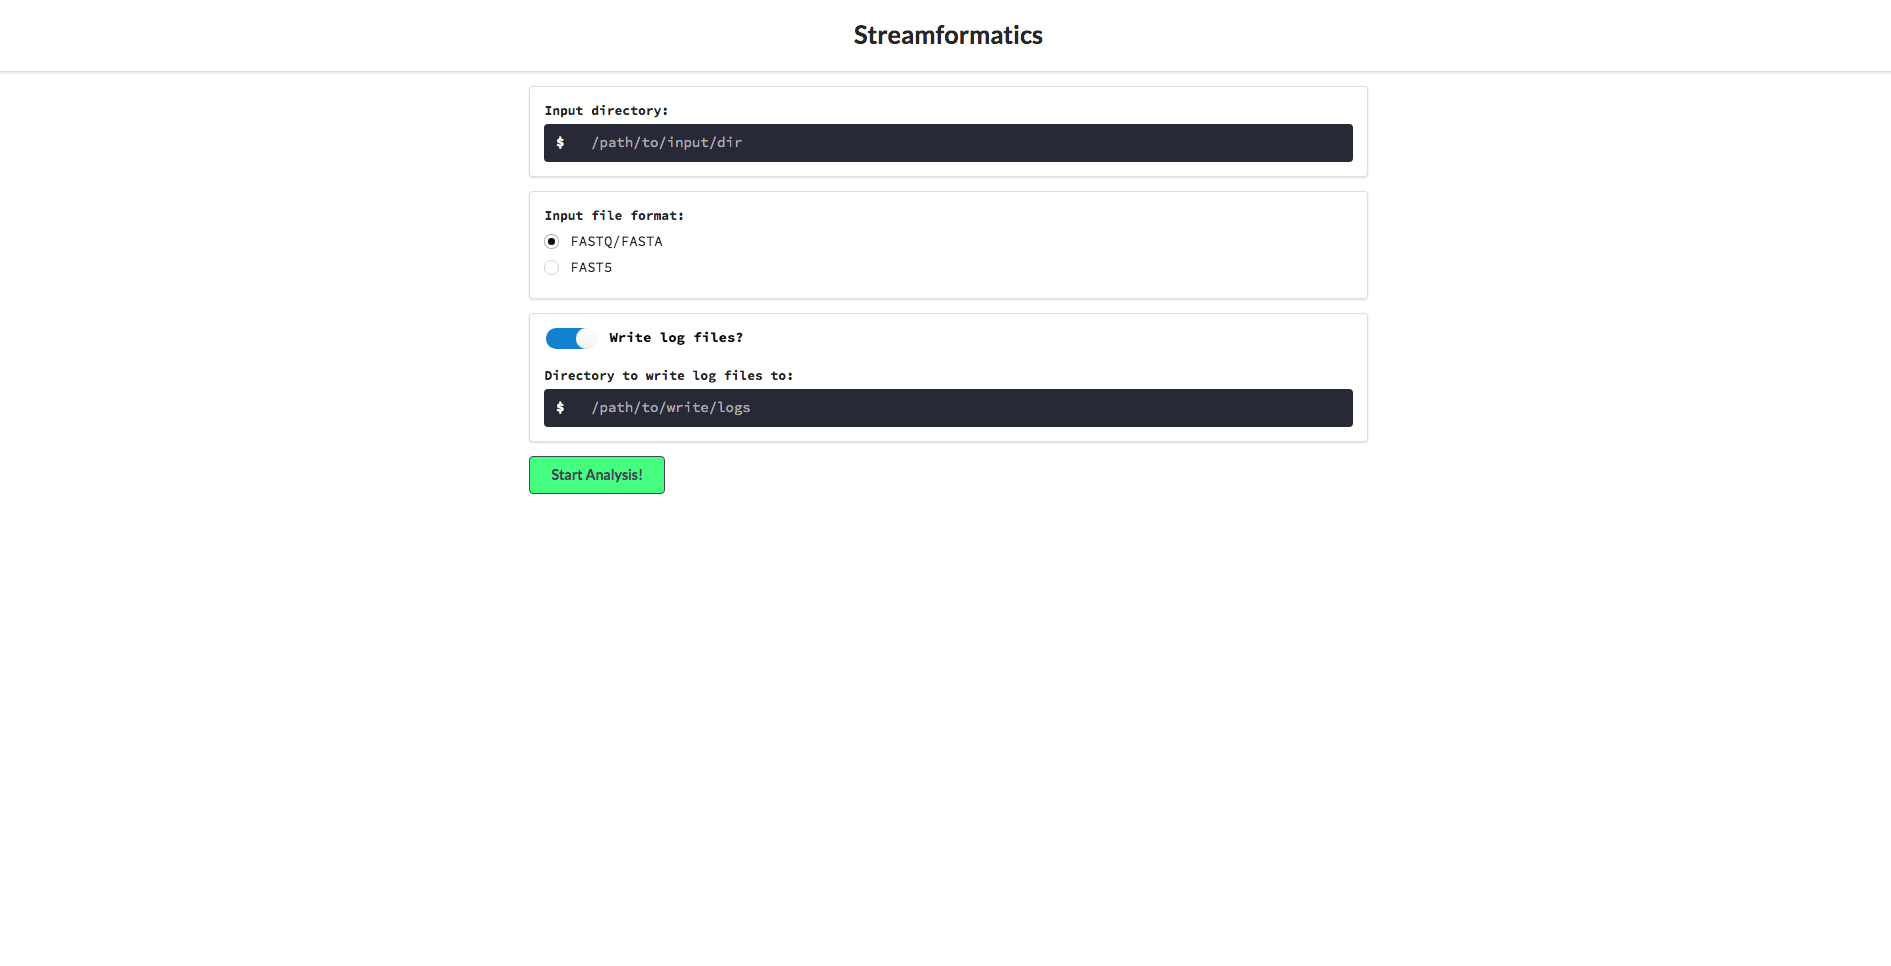 Streamformatics
Input directory:
$ /path/to/input/dir
Input file format:
FASTQ/FASTA
FAST5
Write log files?
Directory to write log files to:
$ /path/to/write/logs
Start Analysis!